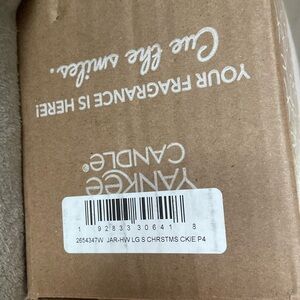 YANKEE
CANDLE®
YOUR FRAGRANCE IS HERE!
Cue the smiles.
1 92833 30641 8
2654347W JAR-HW LG S CHRSTMS CKIE P4